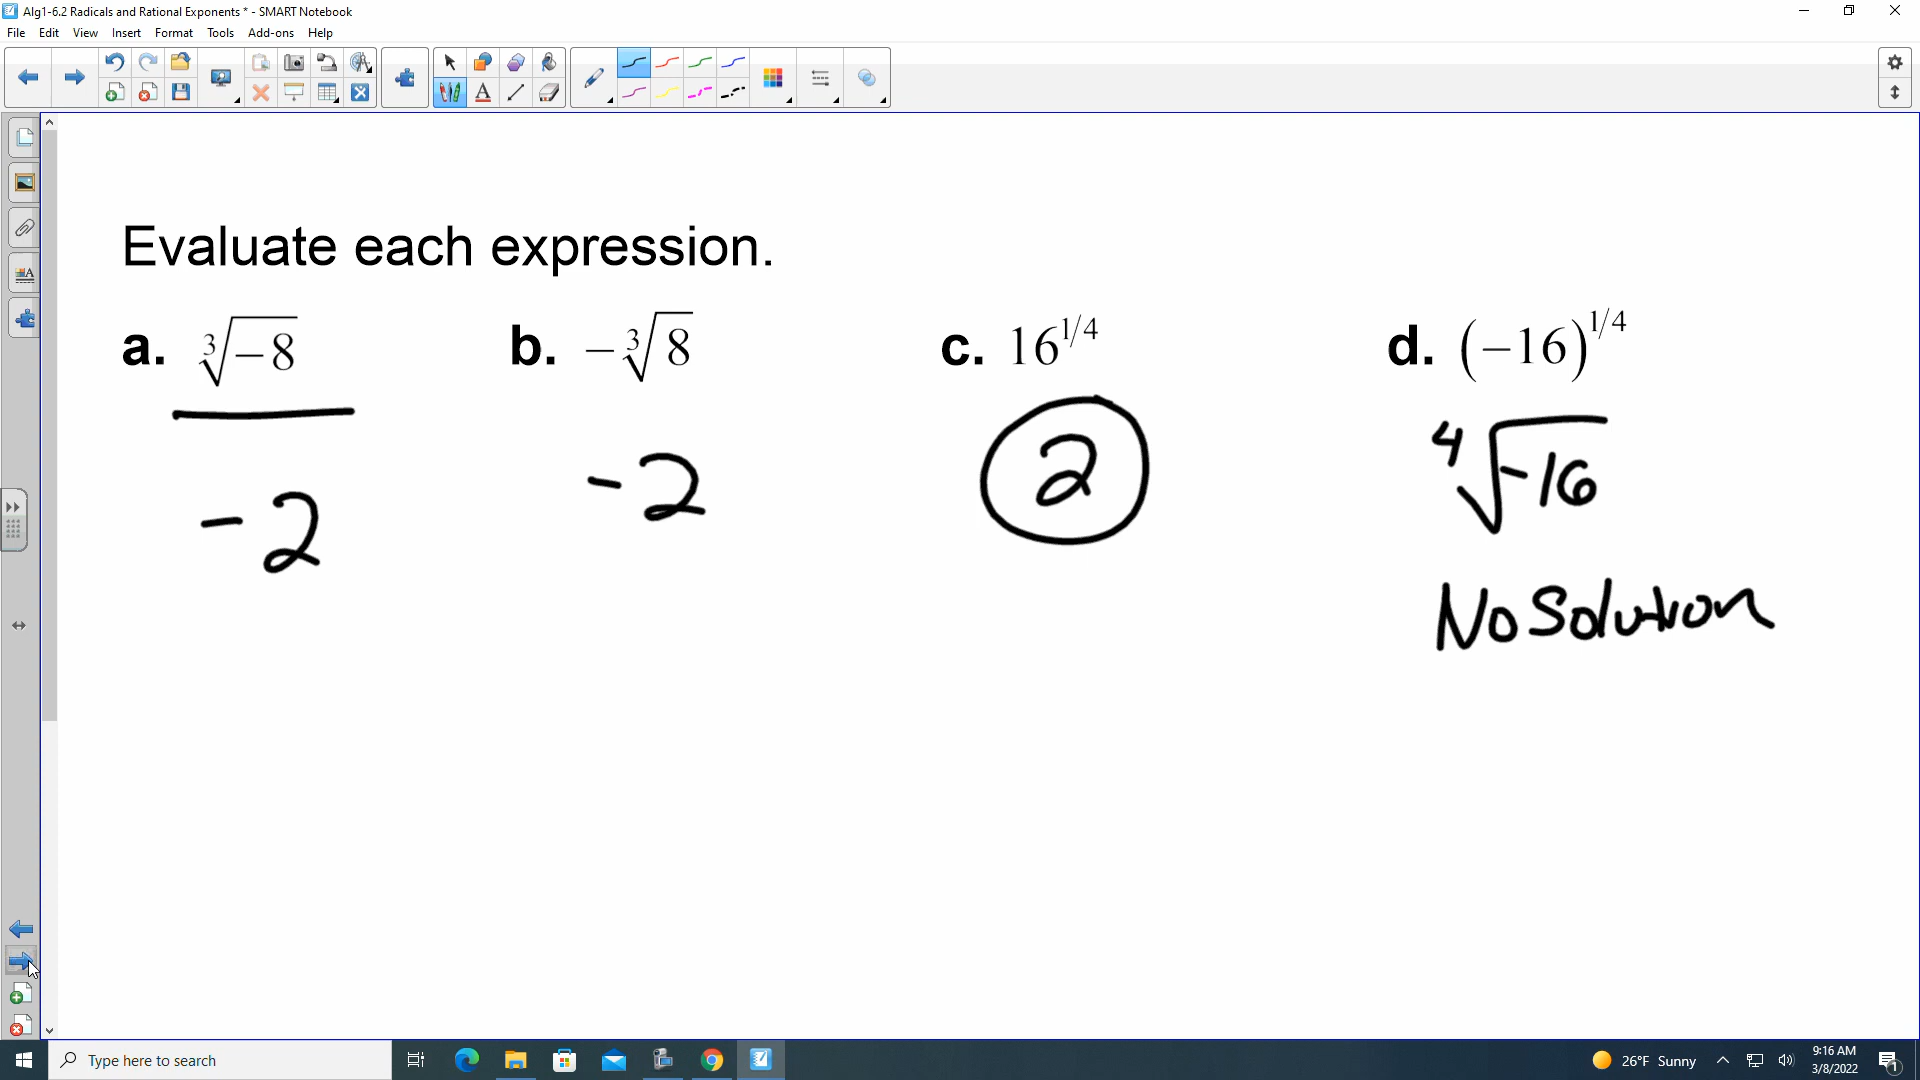 Alg1-6.2 Radicals and Rational Exponents * - SMART Notebook
File Edit View Insert Format Tools Add-ons Help
Evaluate each expression.
a. ∛−8 b. −∛8 c. 16^1/4 d. (−16)^1/4
-2 -2 2 ∜-16
No Solution
Type here to search
26°F Sunny
9:16 AM
3/8/2022
1